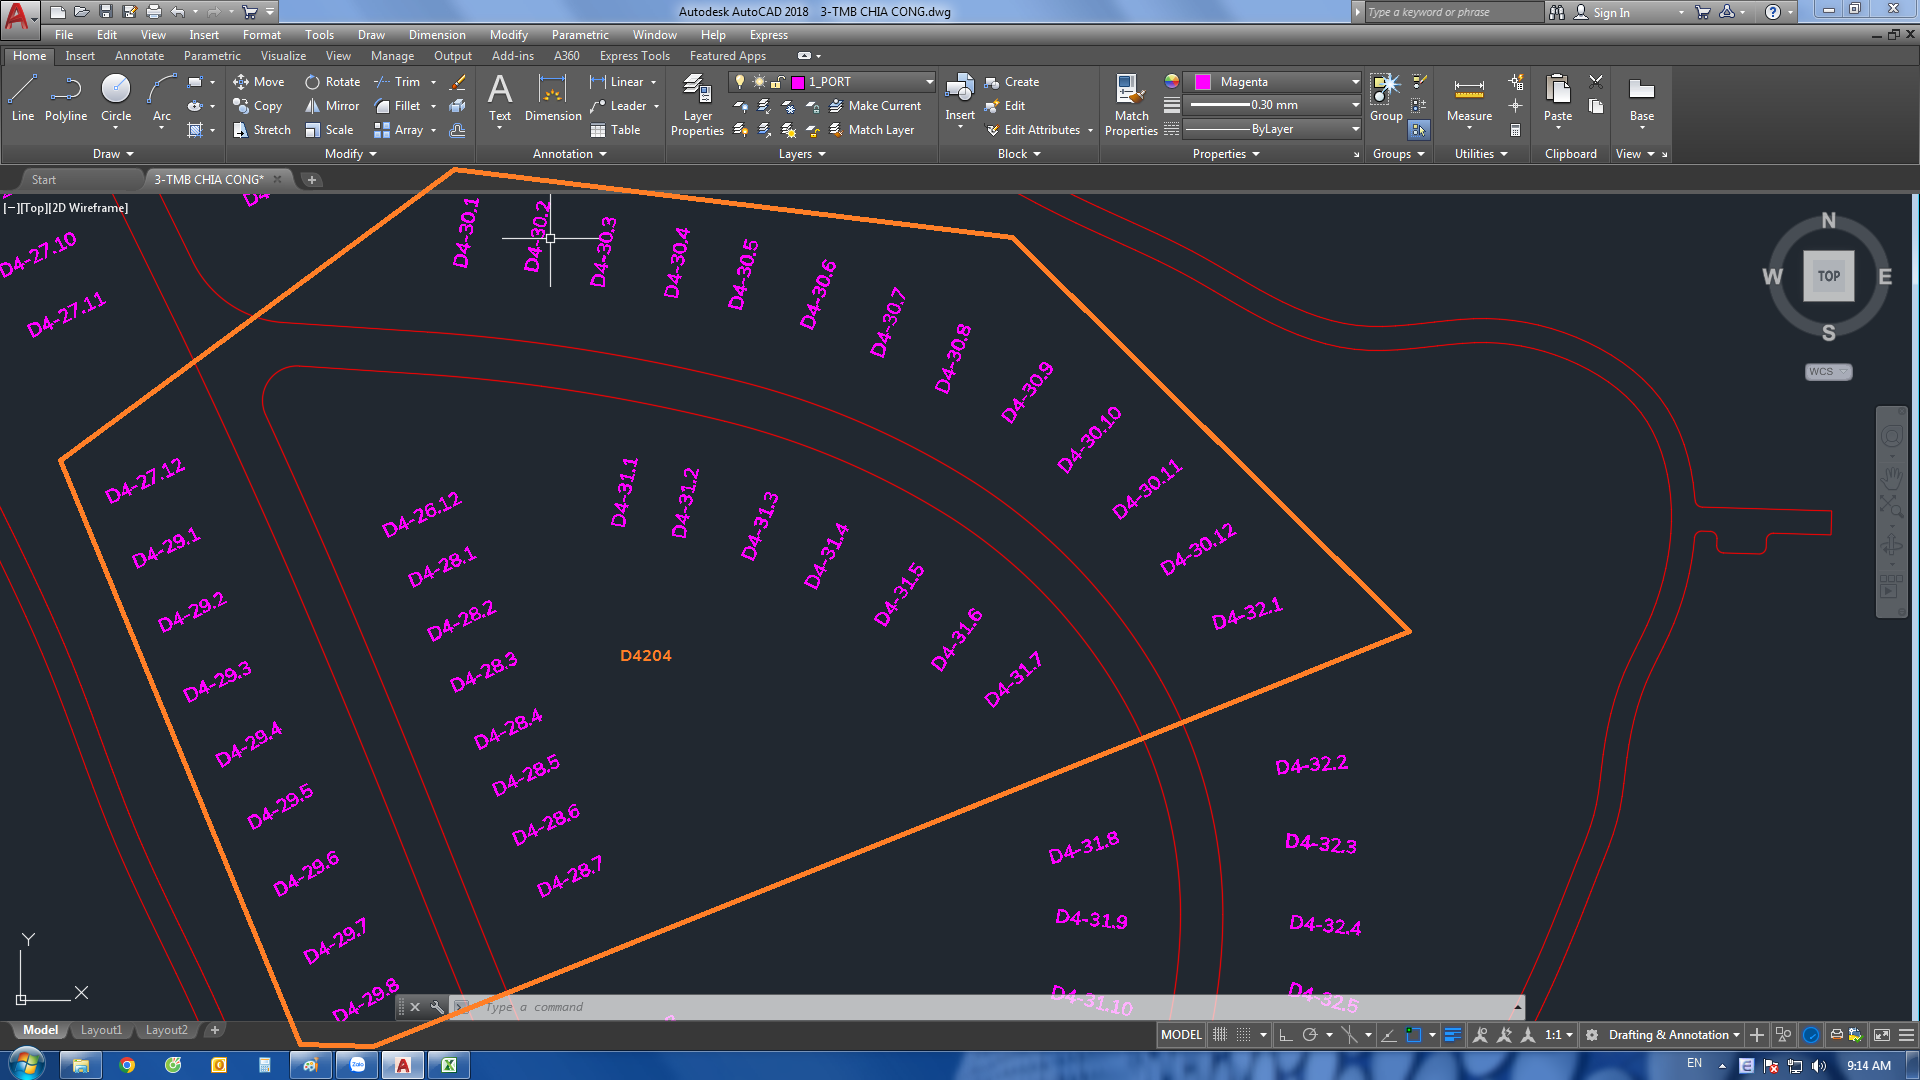 Autodesk AutoCAD 2018 3-TMB CHIA CONG.dwg
Type a keyword or phrase
Sign In
File Edit View Insert Format Tools Draw Dimension Modify Parametric Window Help Express
Home Insert Annotate Parametric Visualize View Manage Output Add-ins A360 Express Tools Featured Apps
Line Polyline Circle Arc
Move Rotate Trim
Copy Mirror Fillet
Stretch Scale Array
Text Dimension
Linear
Leader
Table
Layer Properties
1_PORT
Make Current
Match Layer
Insert
Create
Edit
Edit Attributes
Match Properties
Magenta
0.30 mm
ByLayer
Group
Measure
Paste
Base
Draw Modify Annotation Layers Block Properties Groups Utilities Clipboard View
Start 3-TMB CHIA CONG*
[−][Top][2D Wireframe]
N
W TOP E
S
WCS
D4-27.10
D4-27.11
D4-30.1
D4-30.2
D4-30.3
D4-30.4
D4-30.5
D4-30.6
D4-30.7
D4-30.8
D4-30.9
D4-30.10
D4-30.11
D4-30.12
D4-32.1
D4-27.12
D4-29.1
D4-29.2
D4-29.3
D4-29.4
D4-29.5
D4-29.6
D4-29.7
D4-29.8
D4-26.12
D4-28.1
D4-28.2
D4-28.3
D4-28.4
D4-28.5
D4-28.6
D4-28.7
D4-31.1
D4-31.2
D4-31.3
D4-31.4
D4-31.5
D4-31.6
D4-31.7
D4204
D4-32.2
D4-32.3
D4-32.4
D4-32.5
D4-31.8
D4-31.9
D4-31.10
Y
X
Type a command
Model Layout1 Layout2
MODEL 1:1 Drafting & Annotation
Zalo
EN 9:14 AM